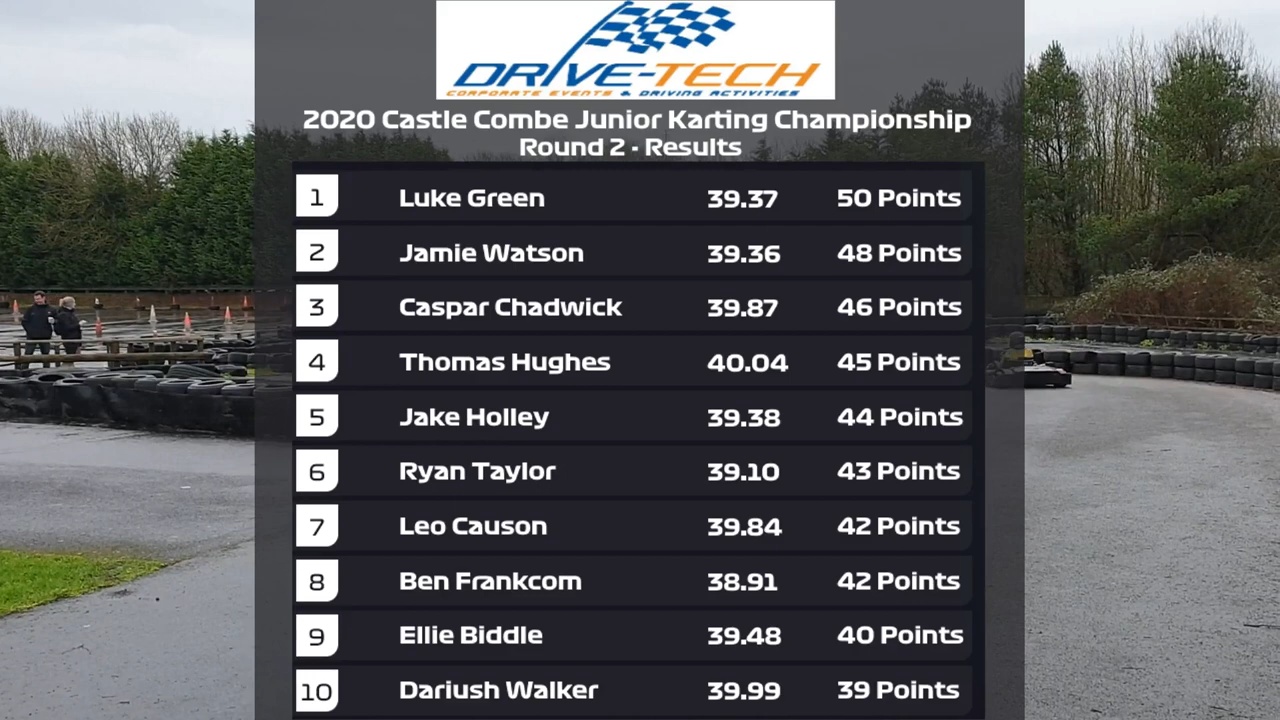 DRIVE-TECH
CORPORATE EVENTS & DRIVING ACTIVITIES
2020 Castle Combe Junior Karting Championship
Round 2 - Results
1 Luke Green 39.37 50 Points
2 Jamie Watson 39.36 48 Points
3 Caspar Chadwick 39.87 46 Points
4 Thomas Hughes 40.04 45 Points
5 Jake Holley 39.38 44 Points
6 Ryan Taylor 39.10 43 Points
7 Leo Causon 39.84 42 Points
8 Ben Frankcom 38.91 42 Points
9 Ellie Biddle 39.48 40 Points
10 Dariush Walker 39.99 39 Points